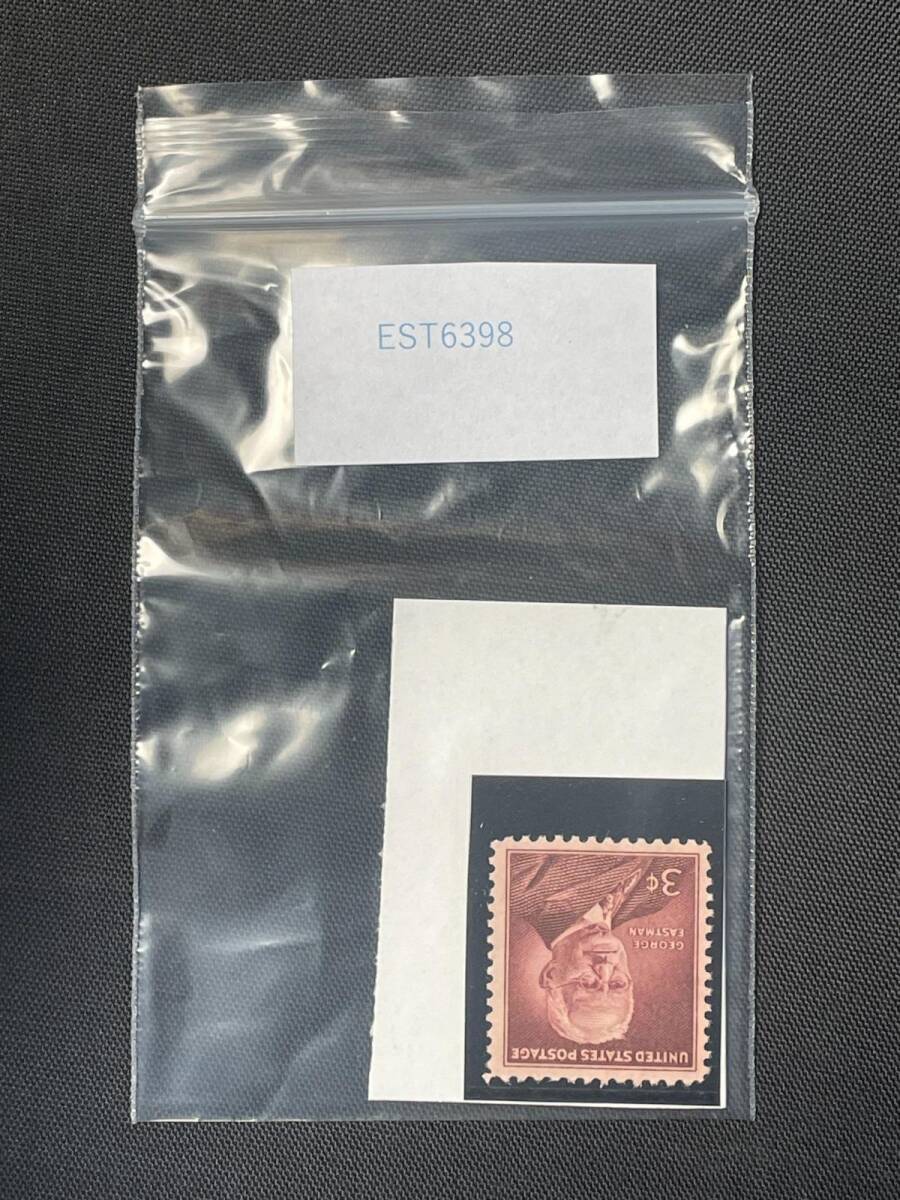 EST6398
UNITED STATES POSTAGE
GEORGE
EASTMAN
3¢